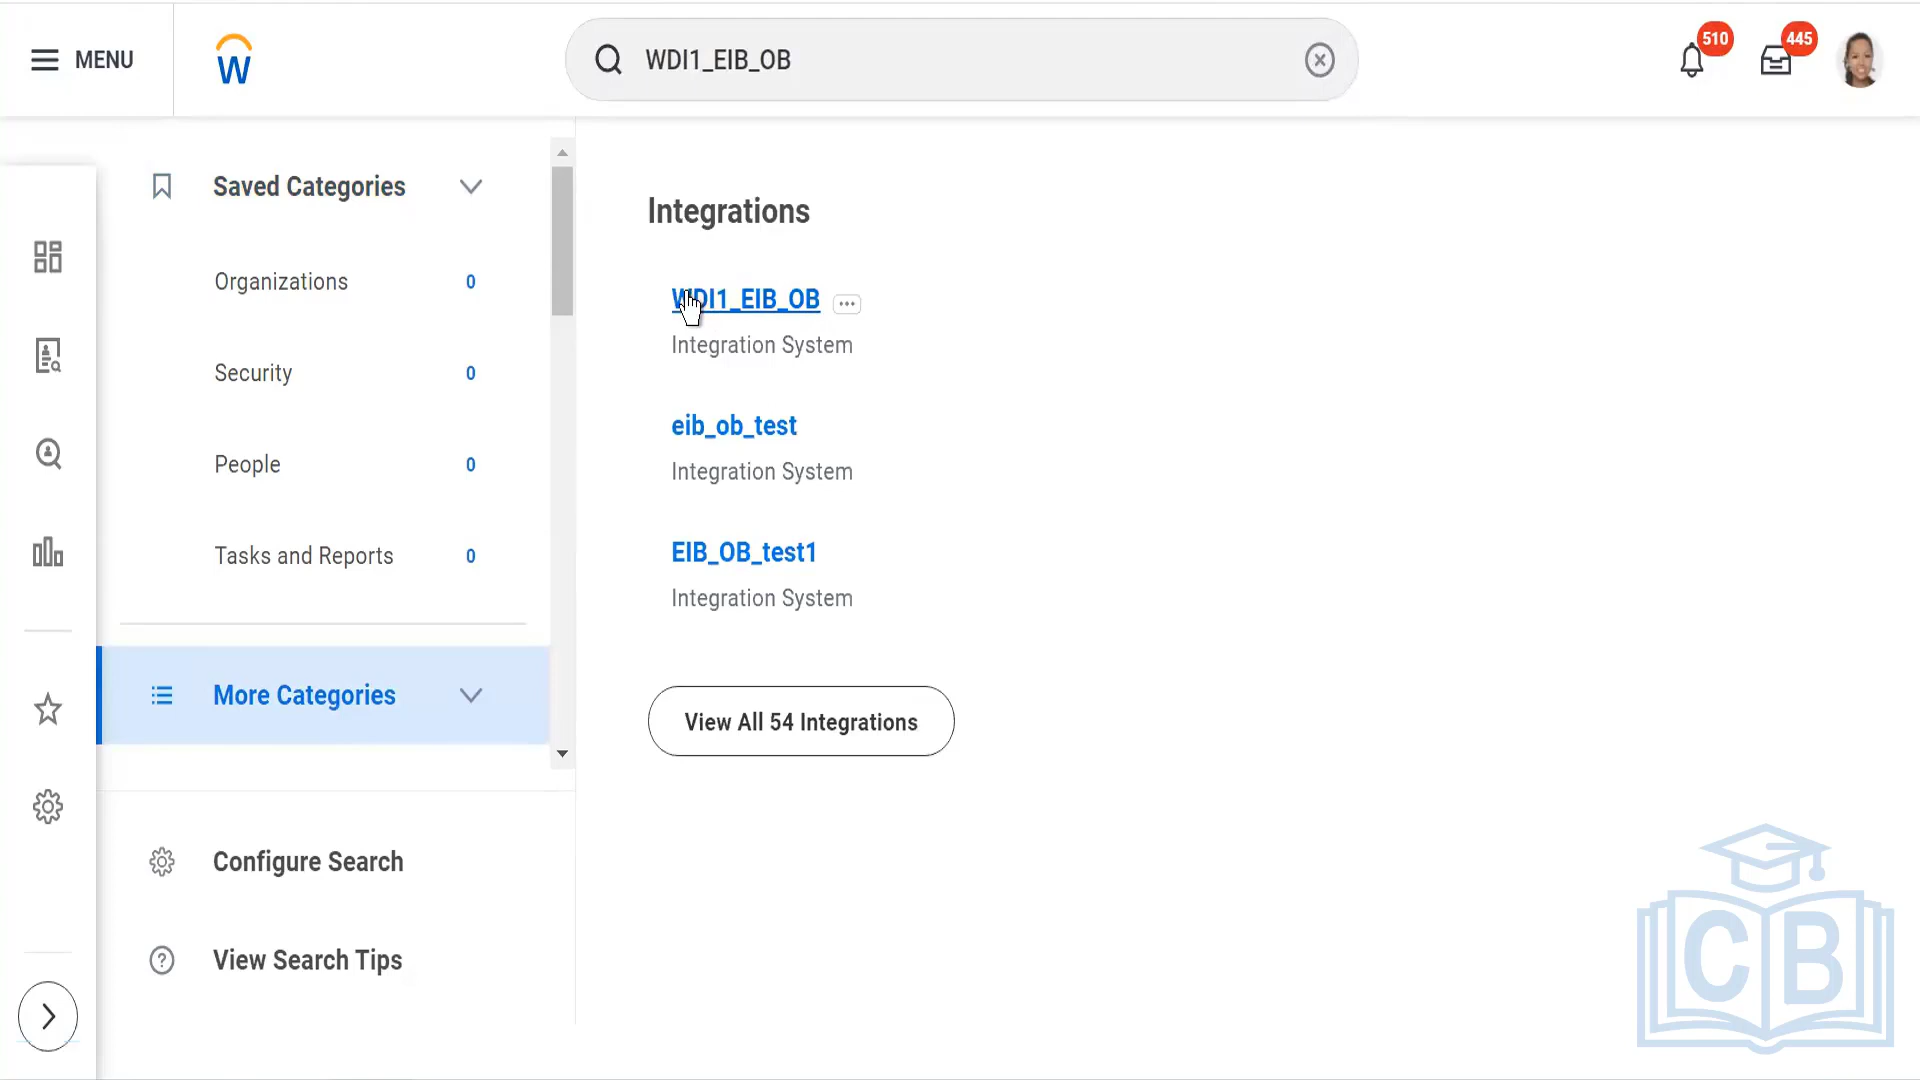 MENU
W
WDI1_EIB_OB
510
445
Saved Categories
Organizations 0
Security 0
People 0
Tasks and Reports 0
More Categories
Configure Search
View Search Tips
Integrations
WDI1_EIB_OB
Integration System
eib_ob_test
Integration System
EIB_OB_test1
Integration System
View All 54 Integrations
CB